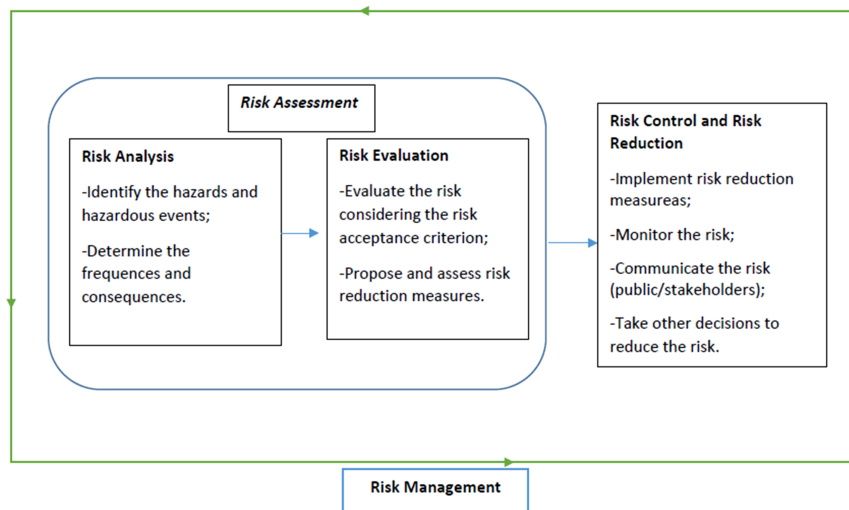 Risk Assessment
Risk Analysis
-Identify the hazards and
hazardous events;
-Determine the
frequences and
consequences.
Risk Evaluation
-Evaluate the risk
considering the risk
acceptance criterion;
-Propose and assess risk
reduction measures.
Risk Control and Risk
Reduction
-Implement risk reduction
measureas;
-Monitor the risk;
-Communicate the risk
(public/stakeholders);
-Take other decisions to
reduce the risk.
Risk Management